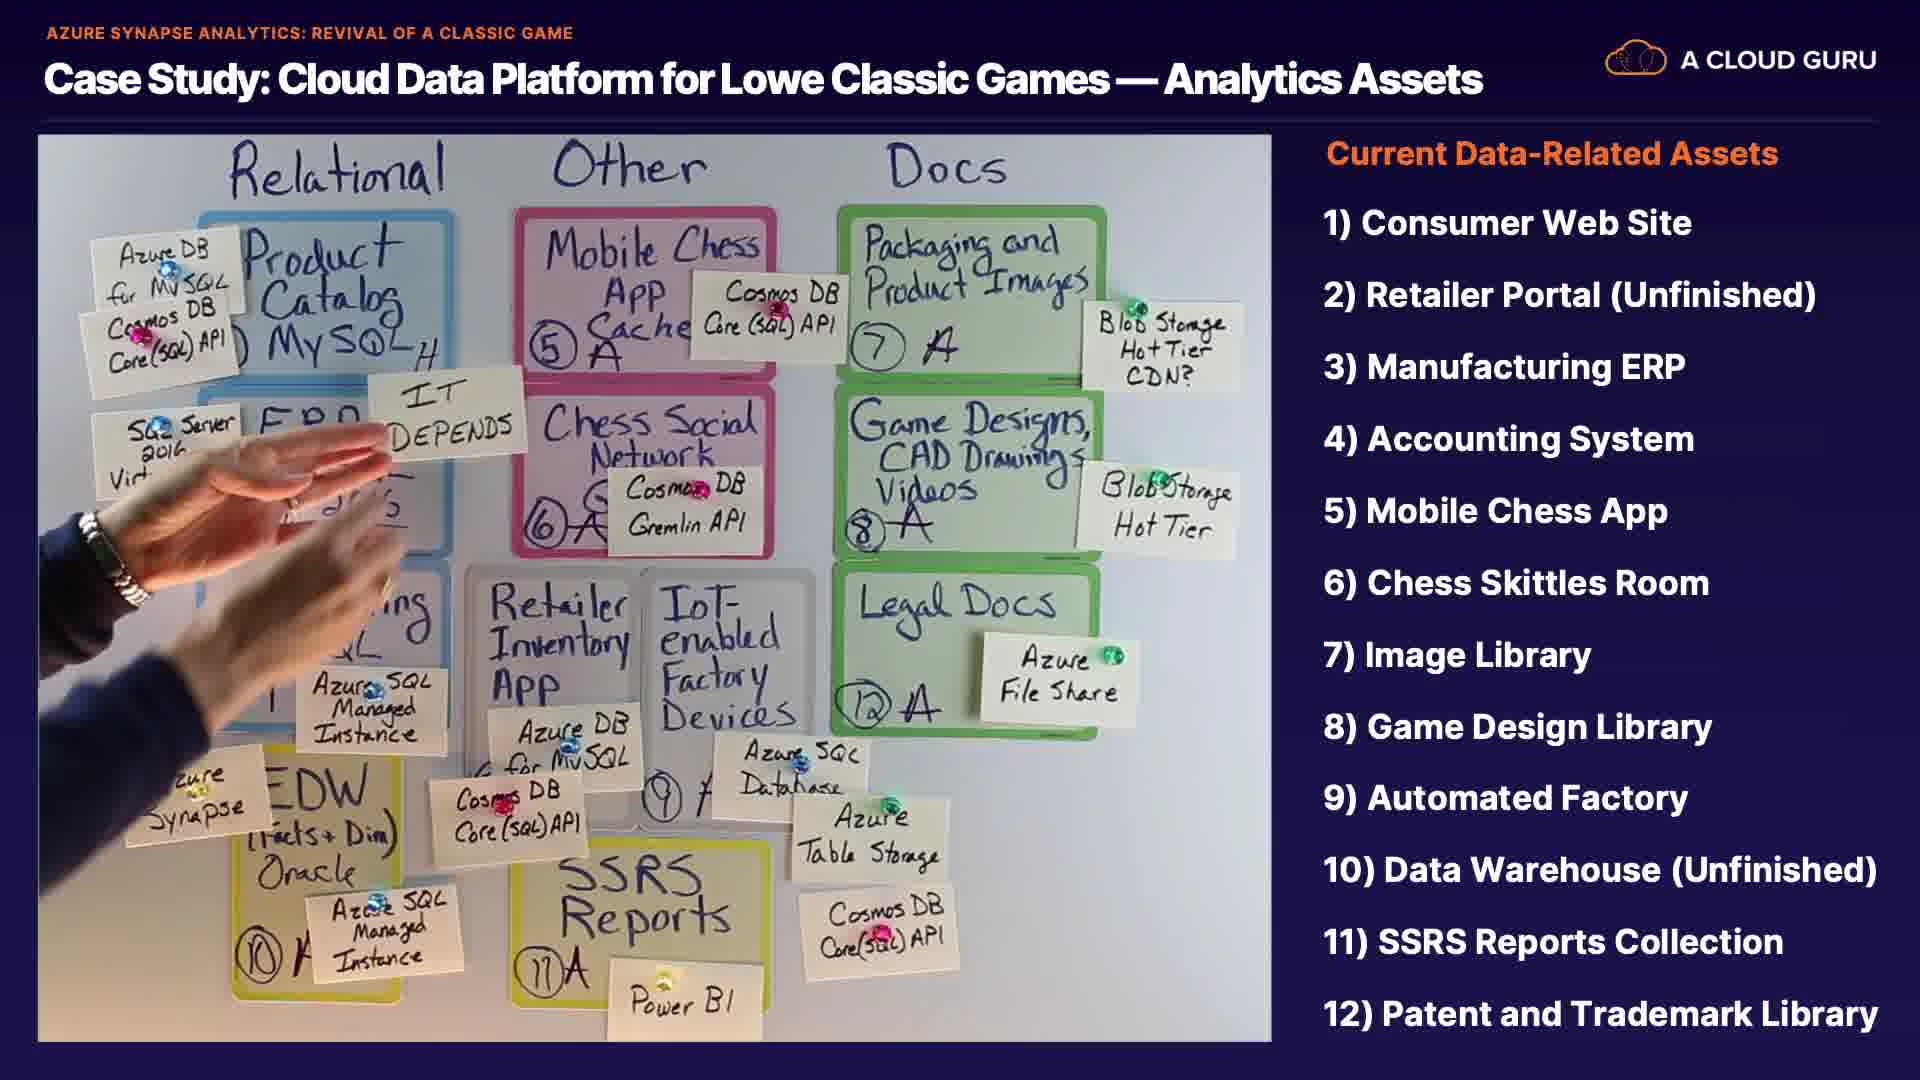 AZURE SYNAPSE ANALYTICS: REVIVAL OF A CLASSIC GAME
Case Study: Cloud Data Platform for Lowe Classic Games — Analytics Assets
A CLOUD GURU
Relational
Other
Docs
Azure DB
for MySQL
Cosmos DB
Core (SQL) API
Product
Catalog
MySQL
H
IT
DEPENDS
SQL Server
2016
ERP
Azure SQL
Managed
Instance
Azure
Synapse
EDW
(Facts + Dim)
Oracle
10
Azure SQL
Managed
Instance
Mobile Chess
App
Cache
5 A
Cosmos DB
Core (SQL) API
Chess Social
Network
6 A
Cosmos DB
Gremlin API
Retailer
Inventory
App
Azure DB
for MySQL
Cosmos DB
Core (SQL) API
IoT-
enabled
Factory
Devices
9
Azure SQL
Database
Azure
Table Storage
Cosmos DB
Core (SQL) API
SSRS
Reports
11 A
Power BI
Packaging and
Product Images
7 A
Blob Storage
Hot Tier
CDN?
Game Designs,
CAD Drawings
Videos
8 A
Blob Storage
Hot Tier
Legal Docs
12 A
Azure
File Share
Current Data-Related Assets
1) Consumer Web Site
2) Retailer Portal (Unfinished)
3) Manufacturing ERP
4) Accounting System
5) Mobile Chess App
6) Chess Skittles Room
7) Image Library
8) Game Design Library
9) Automated Factory
10) Data Warehouse (Unfinished)
11) SSRS Reports Collection
12) Patent and Trademark Library